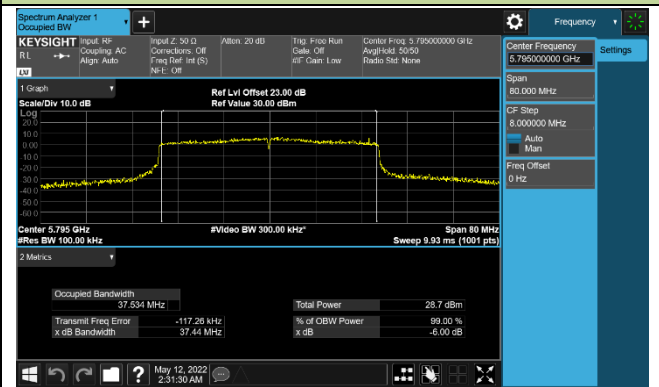 Spectrum Analyzer 1
Occupied BW
Frequency
KEYSIGHT
Input: RF
Coupling: AC
Align: Auto
Input Z: 50 Ω
Corrections: Off
Freq Ref: Int (S)
NFE: Off
Atten: 20 dB
Trig: Free Run
Gate: Off
#IF Gain: Low
Center Freq: 5.795000000 GHz
Avg|Hold: 50/50
Radio Std: None
R L
LXI
Center Frequency
5.795000000 GHz
Settings
Span
80.000 MHz
CF Step
8.000000 MHz
Auto
Man
Freq Offset
0 Hz
1 Graph
Scale/Div 10.0 dB
Ref Lvl Offset 23.00 dB
Ref Value 30.00 dBm
Log
20.0
10.0
0.00
-10.0
-20.0
-30.0
-40.0
-50.0
-60.0
Center 5.795 GHz
#Video BW 300.00 kHz*
Span 80 MHz
#Res BW 100.00 kHz
Sweep 9.93 ms (1001 pts)
2 Metrics
Occupied Bandwidth
37.534 MHz
Total Power 28.7 dBm
Transmit Freq Error -117.26 kHz
% of OBW Power 99.00 %
x dB Bandwidth 37.44 MHz
x dB -6.00 dB
?
May 12, 2022
2:31:30 AM